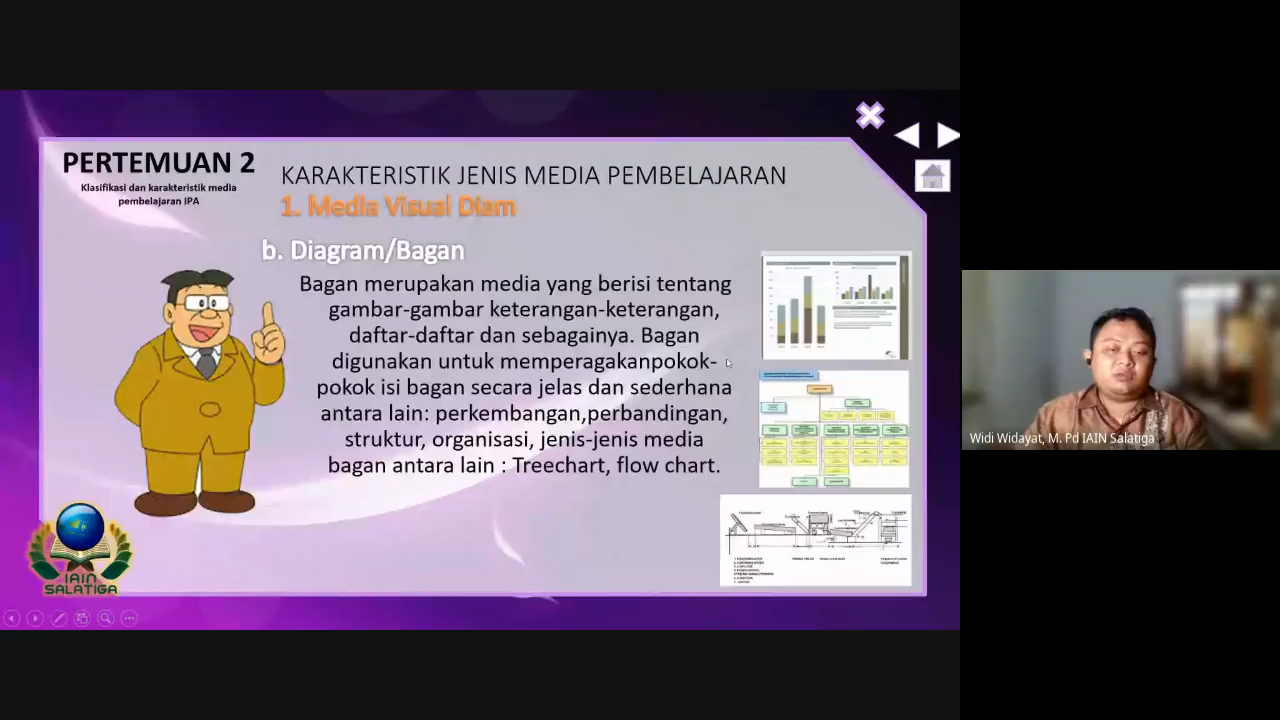 PERTEMUAN 2
Klasifikasi dan karakteristik media
pembelajaran IPA
KARAKTERISTIK JENIS MEDIA PEMBELAJARAN
1. Media Visual Diam
b. Diagram/Bagan
Bagan merupakan media yang berisi tentang
gambar-gambar keterangan-keterangan,
daftar-daftar dan sebagainya. Bagan
digunakan untuk memperagakanpokok-
pokok isi bagan secara jelas dan sederhana
antara lain: perkembangan,perbandingan,
struktur, organisasi, jenis-jenis media
bagan antara lain : Treechart, flow chart.
IAIN
SALATIGA
Widi Widayat, M. Pd IAIN Salatiga